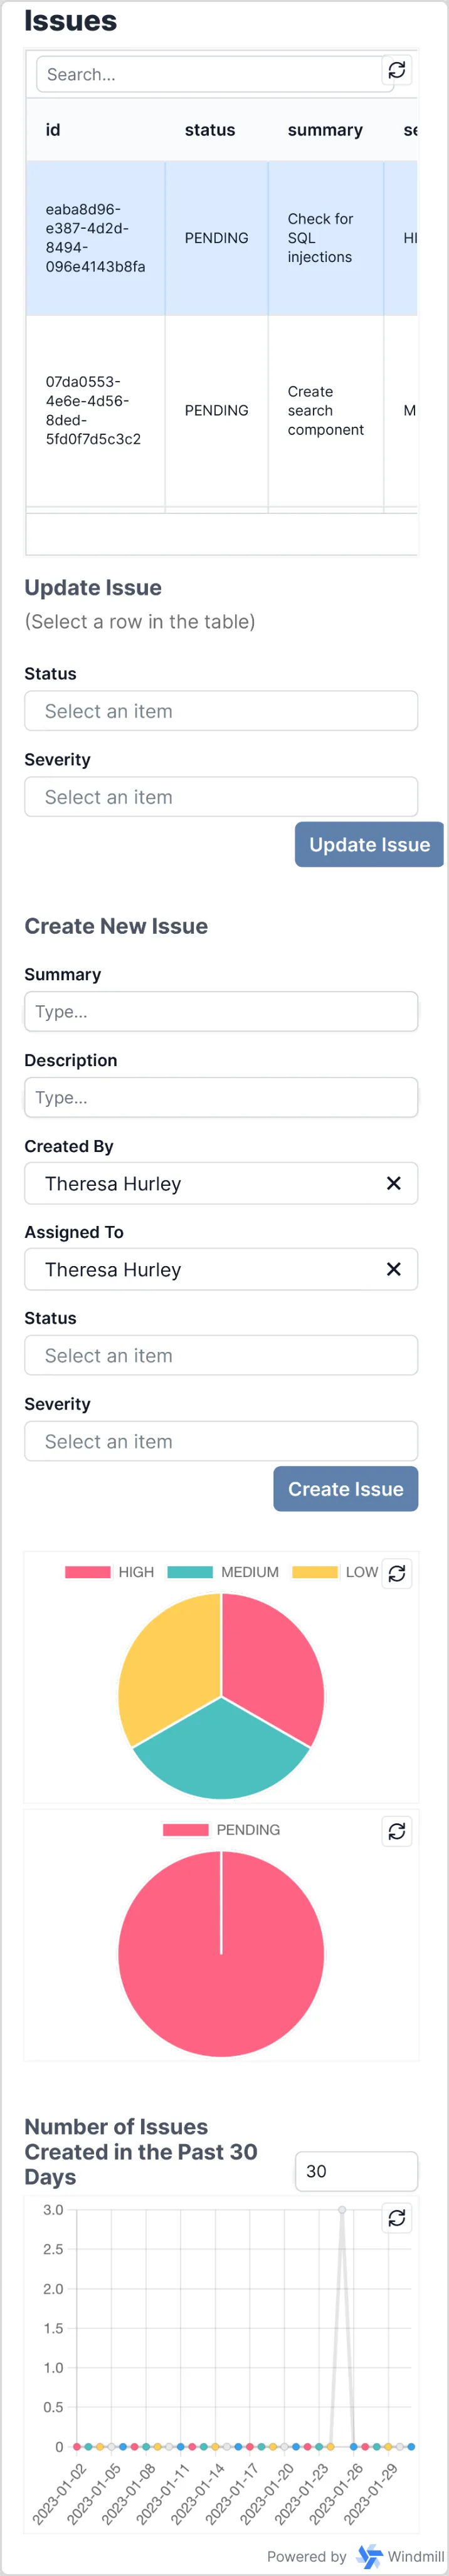 Issues
Search...
id status summary se
eaba8d96-
e387-4d2d-
8494-
096e4143b8fa
PENDING
Check for
SQL
injections
HI
07da0553-
4e6e-4d56-
8ded-
5fd0f7d5c3c2
PENDING
Create
search
component
M
Update Issue
(Select a row in the table)
Status
Select an item
Severity
Select an item
Update Issue
Create New Issue
Summary
Type...
Description
Type...
Created By
Theresa Hurley
Assigned To
Theresa Hurley
Status
Select an item
Severity
Select an item
Create Issue
HIGH MEDIUM LOW
PENDING
Number of Issues
Created in the Past 30
Days
30
3.0
2.5
2.0
1.5
1.0
0.5
0
2023-01-02
2023-01-05
2023-01-08
2023-01-11
2023-01-14
2023-01-17
2023-01-20
2023-01-23
2023-01-26
2023-01-29
Powered by Windmill